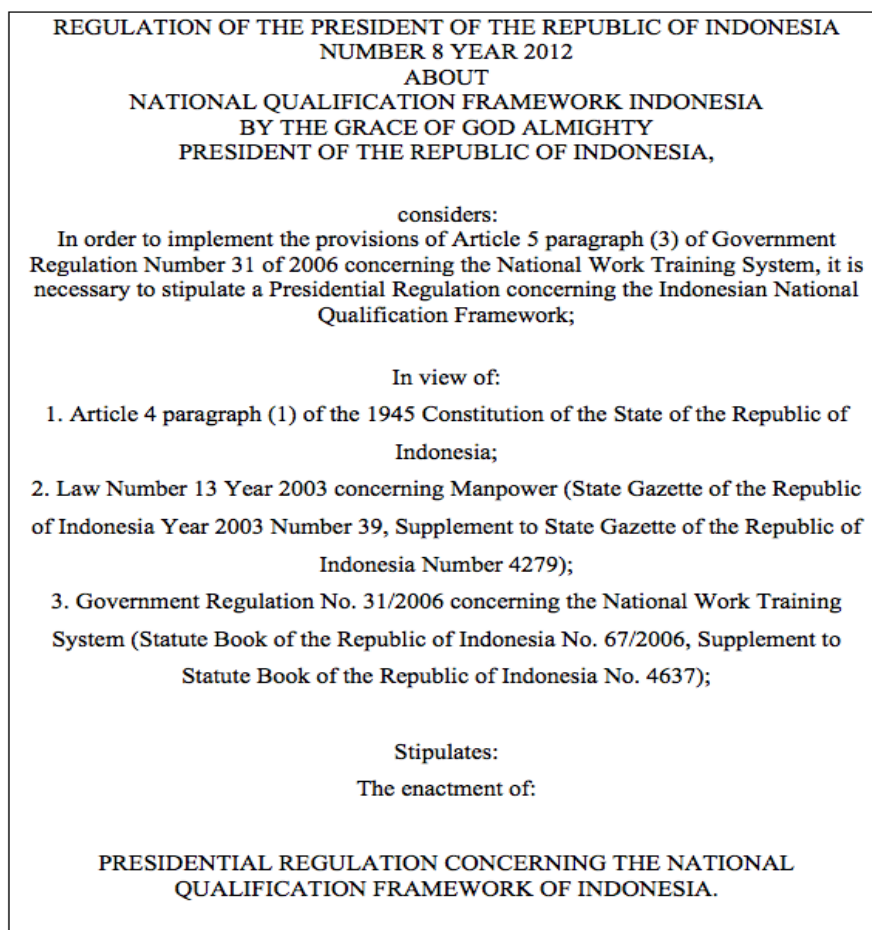 REGULATION OF THE PRESIDENT OF THE REPUBLIC OF INDONESIA
NUMBER 8 YEAR 2012
ABOUT
NATIONAL QUALIFICATION FRAMEWORK INDONESIA
BY THE GRACE OF GOD ALMIGHTY
PRESIDENT OF THE REPUBLIC OF INDONESIA,
considers:
In order to implement the provisions of Article 5 paragraph (3) of Government
Regulation Number 31 of 2006 concerning the National Work Training System, it is
necessary to stipulate a Presidential Regulation concerning the Indonesian National
Qualification Framework;
In view of:
1. Article 4 paragraph (1) of the 1945 Constitution of the State of the Republic of
Indonesia;
2. Law Number 13 Year 2003 concerning Manpower (State Gazette of the Republic
of Indonesia Year 2003 Number 39, Supplement to State Gazette of the Republic of
Indonesia Number 4279);
3. Government Regulation No. 31/2006 concerning the National Work Training
System (Statute Book of the Republic of Indonesia No. 67/2006, Supplement to
Statute Book of the Republic of Indonesia No. 4637);
Stipulates:
The enactment of:
PRESIDENTIAL REGULATION CONCERNING THE NATIONAL
QUALIFICATION FRAMEWORK OF INDONESIA.